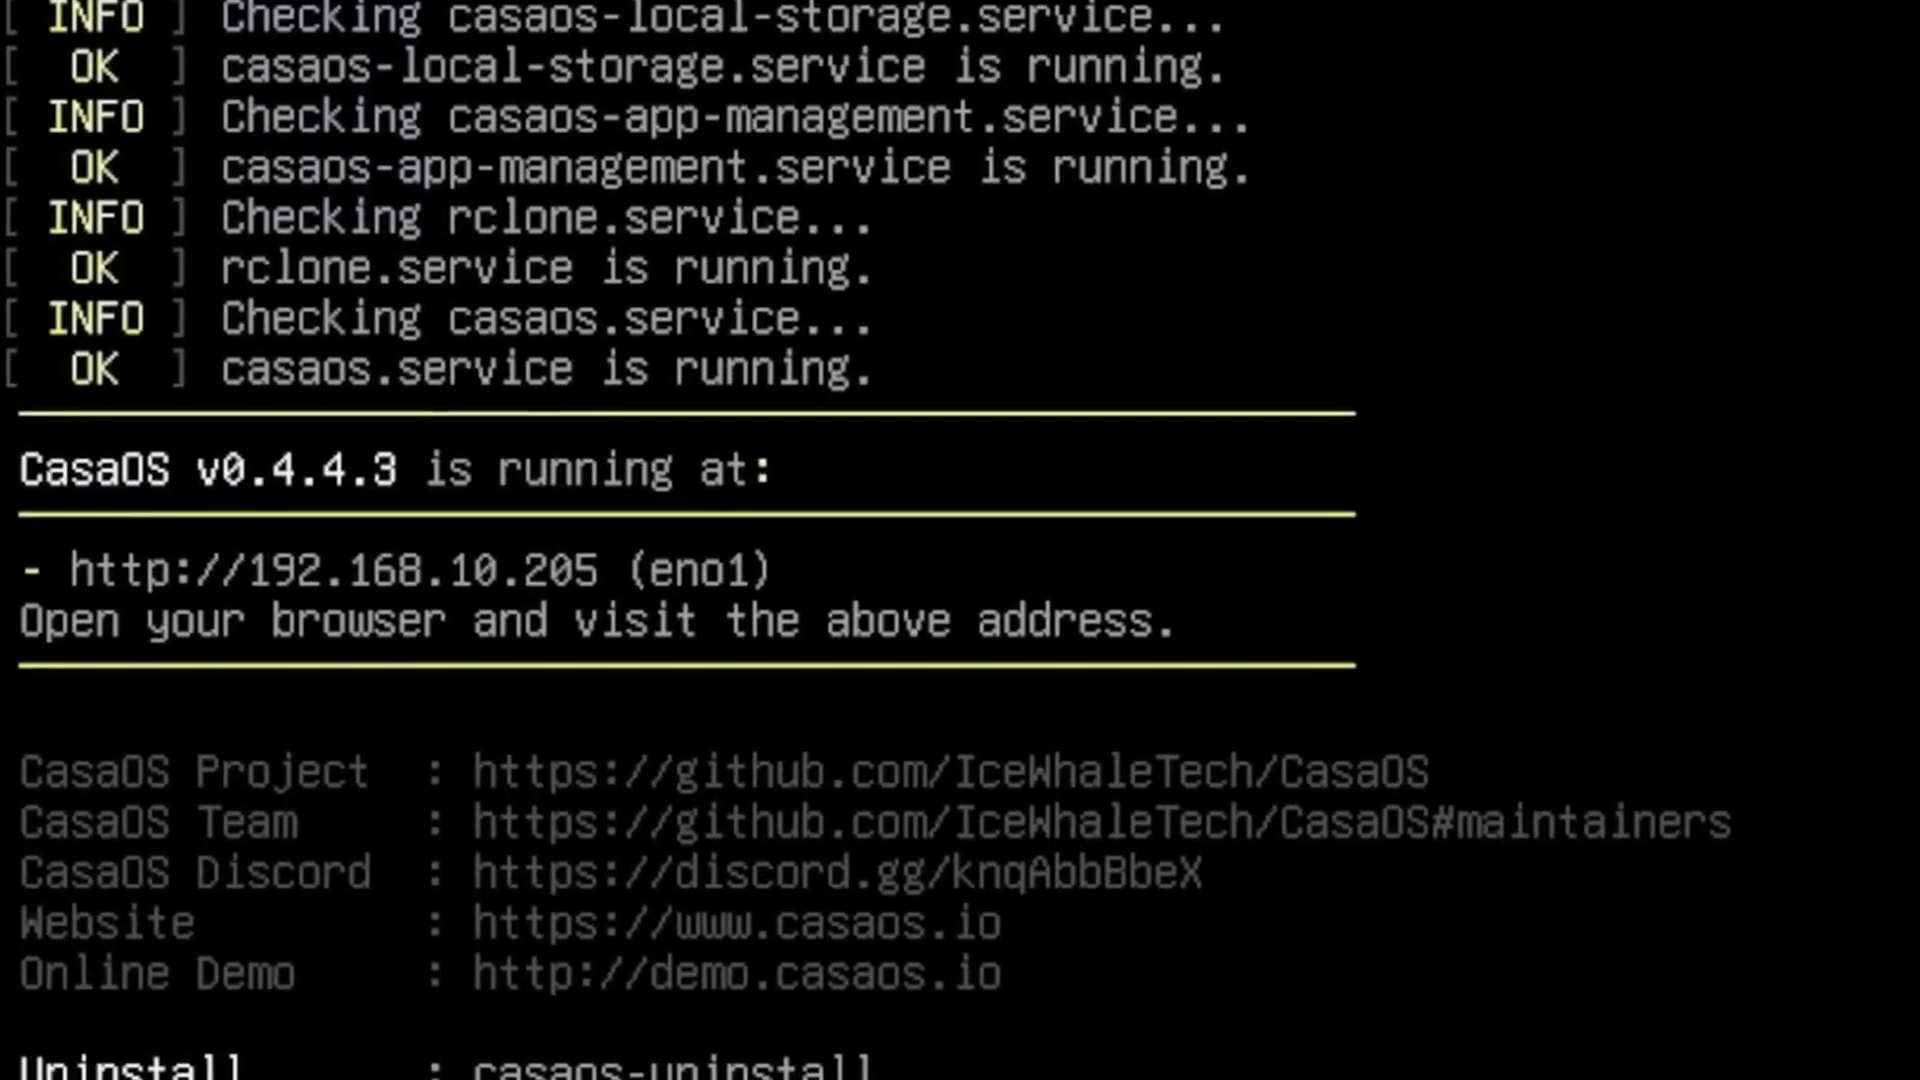 [ INFO ] Checking casaos-local-storage.service...
[  OK  ] casaos-local-storage.service is running.
[ INFO ] Checking casaos-app-management.service...
[  OK  ] casaos-app-management.service is running.
[ INFO ] Checking rclone.service...
[  OK  ] rclone.service is running.
[ INFO ] Checking casaos.service...
[  OK  ] casaos.service is running.
CasaOS v0.4.4.3 is running at:
- http://192.168.10.205 (eno1)
Open your browser and visit the above address.
CasaOS Project  : https://github.com/IceWhaleTech/CasaOS
CasaOS Team     : https://github.com/IceWhaleTech/CasaOS#maintainers
CasaOS Discord  : https://discord.gg/knqAbbBbeX
Website         : https://www.casaos.io
Online Demo     : http://demo.casaos.io
Uninstall       : casaos-uninstall